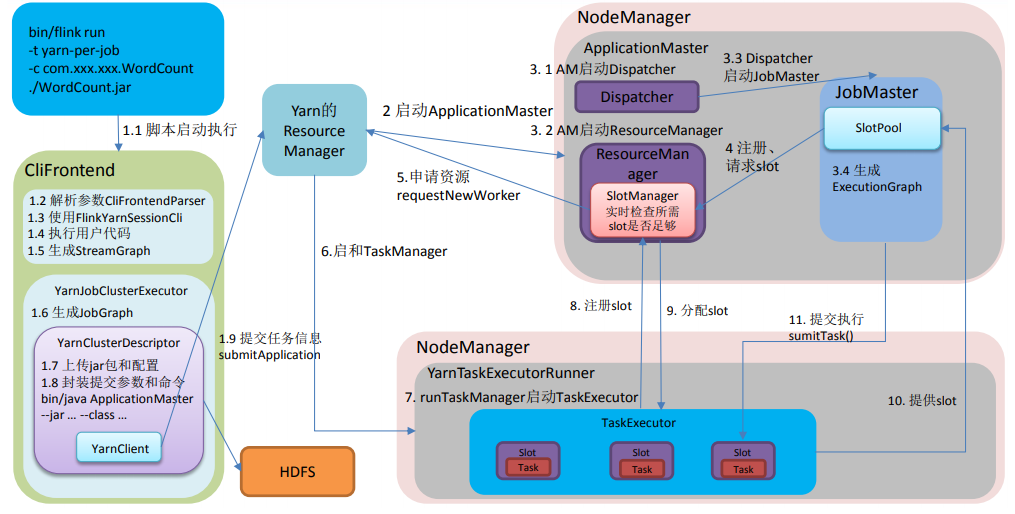 bin/flink run
-t yarn-per-job
-c com.xxx.xxx.WordCount
./WordCount.jar
1.1 脚本启动执行
CliFrontend
1.2 解析参数CliFrontendParser
1.3 使用FlinkYarnSessionCli
1.4 执行用户代码
1.5 生成StreamGraph
YarnJobClusterExecutor
1.6 生成JobGraph
YarnClusterDescriptor
1.7 上传jar包和配置
1.8 封装提交参数和命令
bin/java ApplicationMaster
--jar … --class …
YarnClient
HDFS
1.9 提交任务信息
submitApplication
Yarn的
Resource
Manager
2 启动ApplicationMaster
5.申请资源
requestNewWorker
6.启和TaskManager
NodeManager
ApplicationMaster
3. 1 AM启动Dispatcher
Dispatcher
3.3 Dispatcher
启动JobMaster
3. 2 AM启动ResourceManager
ResourceMan
ager
SlotManager
实时检查所需
slot是否足够
4 注册、
请求slot
JobMaster
SlotPool
3.4 生成
ExecutionGraph
8. 注册slot
9. 分配slot
11. 提交执行
sumitTask()
10. 提供slot
NodeManager
YarnTaskExecutorRunner
7. runTaskManager启动TaskExecutor
TaskExecutor
Slot
Task
Slot
Task
Slot
Task